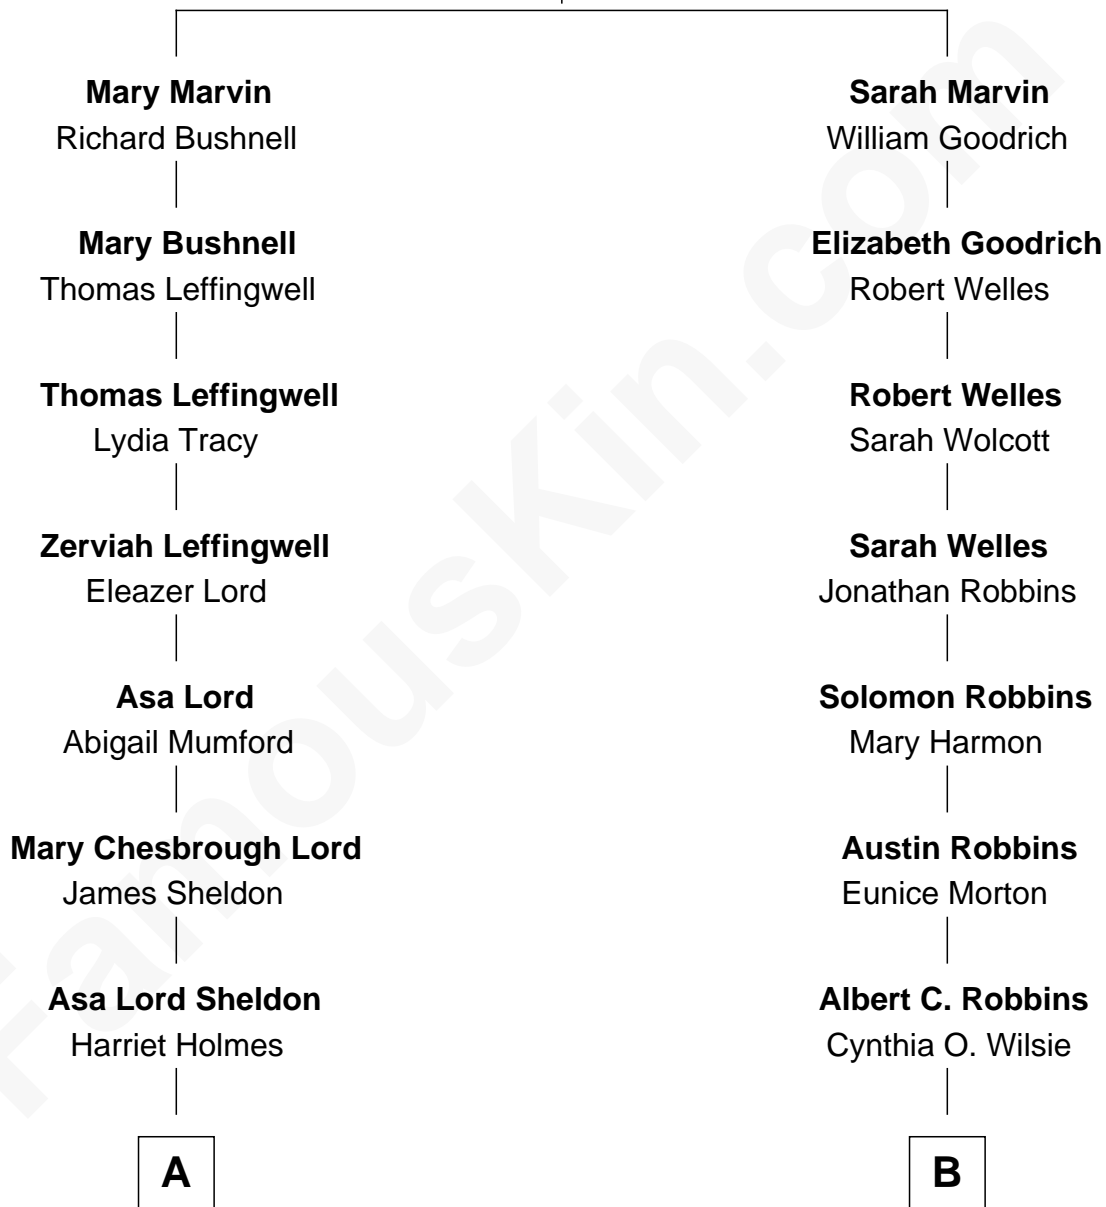 Mary Marvin
Richard Bushnell
Mary Bushnell
Thomas Leffingwell
Thomas Leffingwell
Lydia Tracy
Zerviah Leffingwell
Eleazer Lord
Asa Lord
Abigail Mumford
Mary Chesbrough Lord
James Sheldon
Asa Lord Sheldon
Harriet Holmes
A
Sarah Marvin
William Goodrich
Elizabeth Goodrich
Robert Welles
Robert Welles
Sarah Wolcott
Sarah Welles
Jonathan Robbins
Solomon Robbins
Mary Harmon
Austin Robbins
Eunice Morton
Albert C. Robbins
Cynthia O. Wilsie
B
FamousKin.com